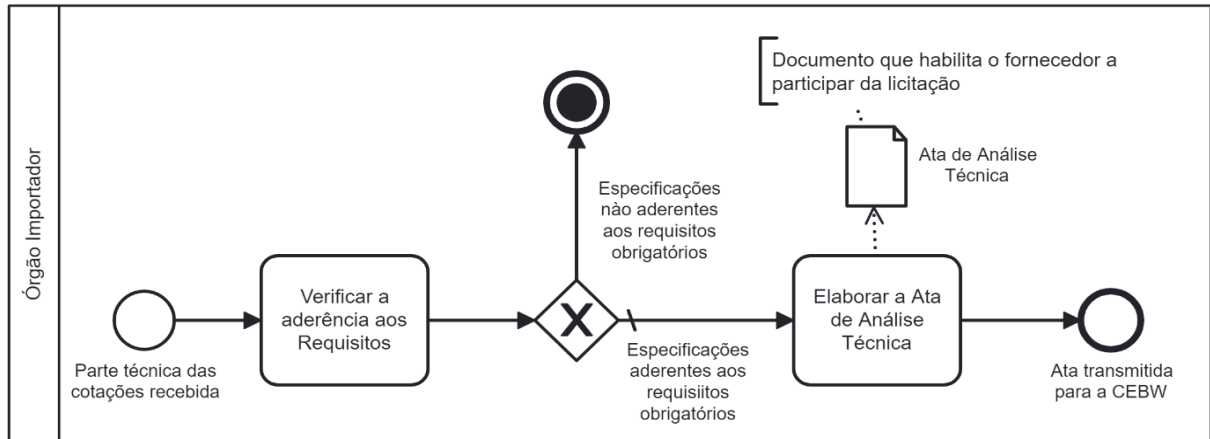 Órgão Importador
Parte técnica das
cotações recebida
Verificar a
aderência aos
Requisitos
Especificações
nào aderentes
aos requisitos
obrigatórios
X
Especificações
aderentes aos
requisiitos
obrigatórios
Documento que habilita o fornecedor a
participar da licitação
Ata de Análise
Técnica
Elaborar a Ata
de Análise
Técnica
Ata transmitida
para a CEBW